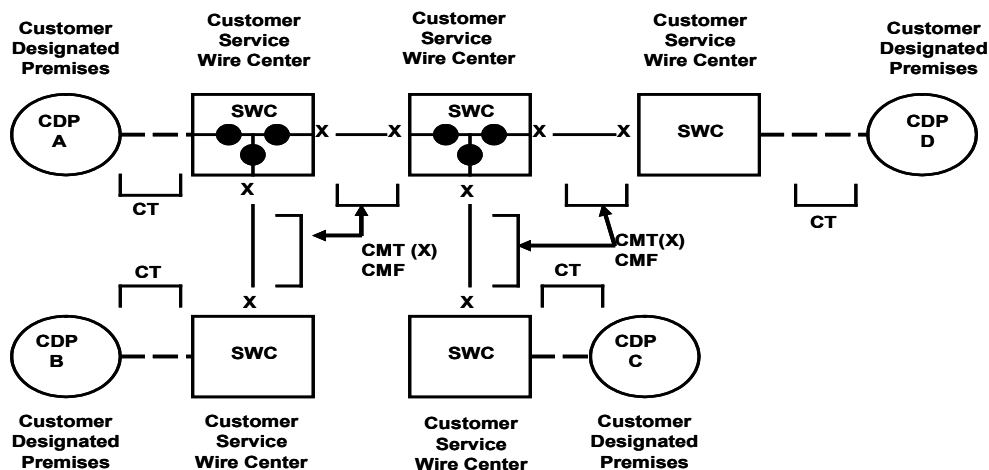 Customer
Designated
Premises
Customer
Service
Wire Center
Customer
Service
Wire Center
Customer
Service
Wire Center
Customer
Designated
Premises
CDP
A
SWC
X
X
SWC
X
X
SWC
CDP
D
CT
X
X
CT
CMT (X)
CMF
CMT(X)
CMF
CT
CT
X
X
CDP
B
SWC
SWC
CDP
C
Customer
Designated
Premises
Customer
Service
Wire Center
Customer
Service
Wire Center
Customer
Designated
Premises